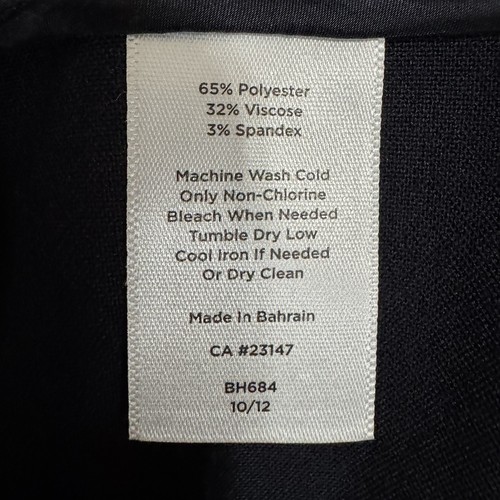 65% Polyester
32% Viscose
3% Spandex
Machine Wash Cold
Only Non-Chlorine
Bleach When Needed
Tumble Dry Low
Cool Iron If Needed
Or Dry Clean
Made In Bahrain
CA #23147
BH684
10/12